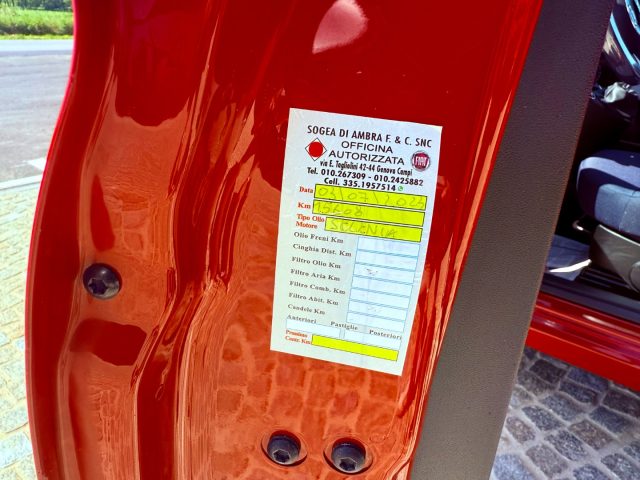 SOGEA DI AMBRA F. & C. SNC
OFFICINA
AUTORIZZATA
FIAT
via E. Tagliolini 42-44 Genova Campi
Tel. 010.267309 - 010.2425882
Cell. 335.1957514
Data
Km
Tipo Olio Motore SELENIA
Olio Freni Km
Cinghia Dist. Km
Filtro Olio Km
Filtro Aria Km
Filtro Comb. Km
Filtro Abit. Km
Candele Km
Anteriori Pastiglie Posteriori
Prossimo
Contr. Km